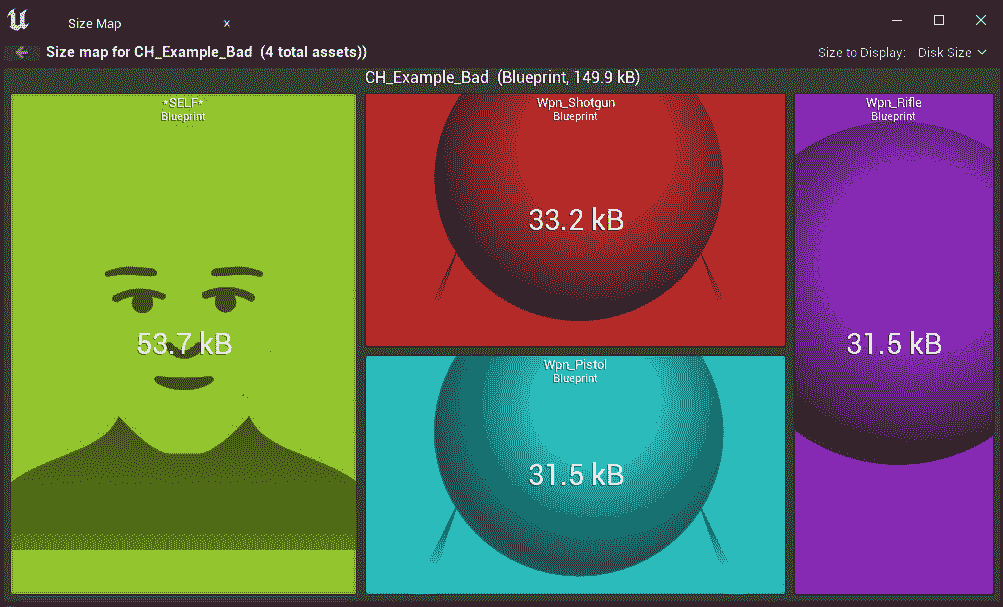 Size Map
Size map for CH_Example_Bad (4 total assets))
Size to Display: Disk Size
CH_Example_Bad (Blueprint, 149.9 kB)
*SELF*
Blueprint
53.7 kB
Wpn_Shotgun
Blueprint
33.2 kB
Wpn_Pistol
Blueprint
31.5 kB
Wpn_Rifle
Blueprint
31.5 kB